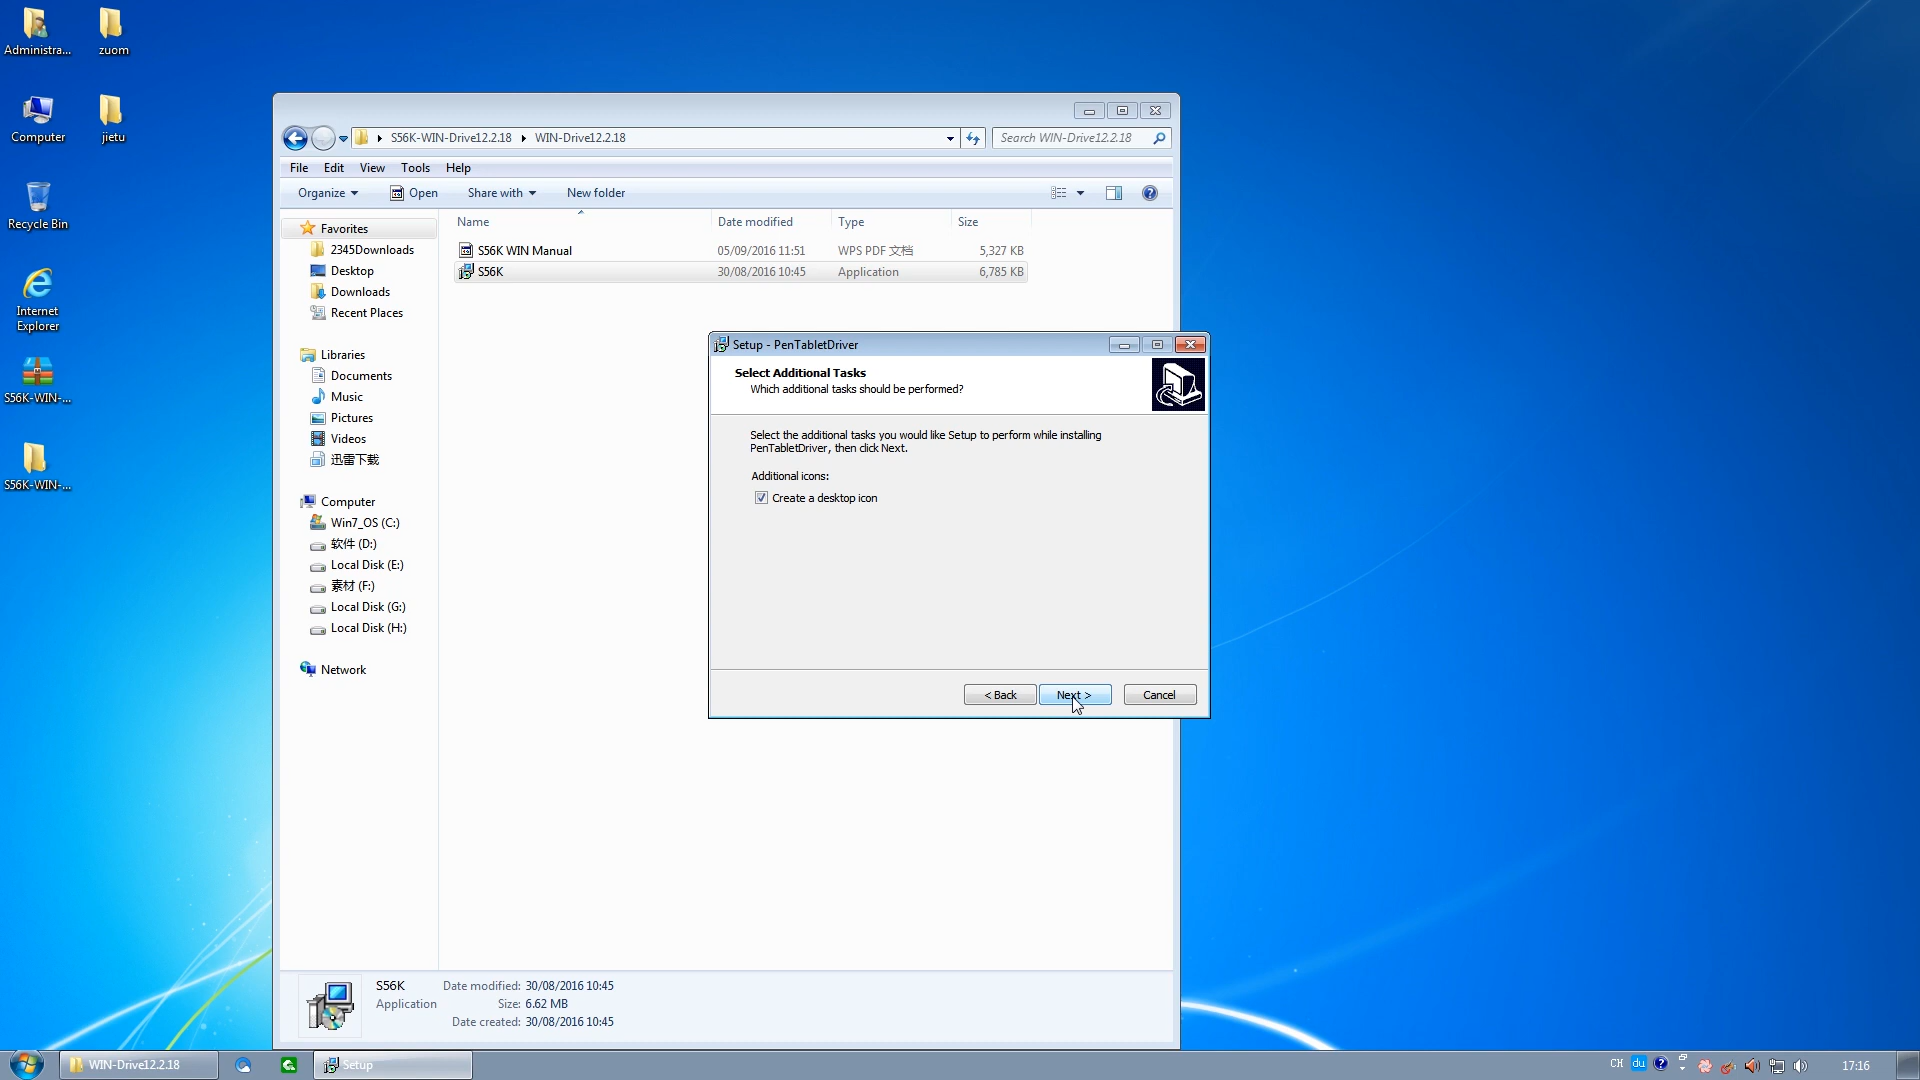 Administra...
zuom
Computer
jietu
Recycle Bin
Internet
Explorer
S56K-WIN-...
S56K-WIN-...
S56K-WIN-Drive12.2.18
WIN-Drive12.2.18
Search WIN-Drive12.2.18
File Edit View Tools Help
Organize Open Share with New folder
Name Date modified Type Size
S56K WIN Manual 05/09/2016 11:51 WPS PDF 文档 5,327 KB
S56K 30/08/2016 10:45 Application 6,785 KB
Favorites
2345Downloads
Desktop
Downloads
Recent Places
Libraries
Documents
Music
Pictures
Videos
迅雷下载
Computer
Win7_OS (C:)
软件 (D:)
Local Disk (E:)
素材 (F:)
Local Disk (G:)
Local Disk (H:)
Network
Setup - PenTabletDriver
Select Additional Tasks
Which additional tasks should be performed?
Select the additional tasks you would like Setup to perform while installing
PenTabletDriver, then click Next.
Additional icons:
Create a desktop icon
< Back Next > Cancel
S56K Date modified: 30/08/2016 10:45
Application Size: 6.62 MB
Date created: 30/08/2016 10:45
WIN-Drive12.2.18
Setup
CH du
17:16